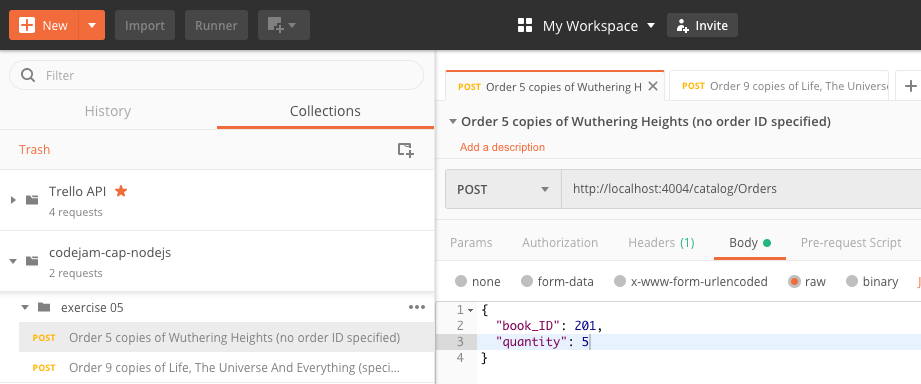 New Import Runner My Workspace Invite
Filter
History Collections
Trash
Trello API
4 requests
codejam-cap-nodejs
2 requests
exercise 05
POST Order 5 copies of Wuthering Heights (no order ID specified)
POST Order 9 copies of Life, The Universe And Everything (speci...
POST Order 5 copies of Wuthering H POST Order 9 copies of Life, The Univers
Order 5 copies of Wuthering Heights (no order ID specified)
Add a description
POST http://localhost:4004/catalog/Orders
Params Authorization Headers (1) Body Pre-request Script
none form-data x-www-form-urlencoded raw binary
1 {
2 "book_ID": 201,
3 "quantity": 5
4 }